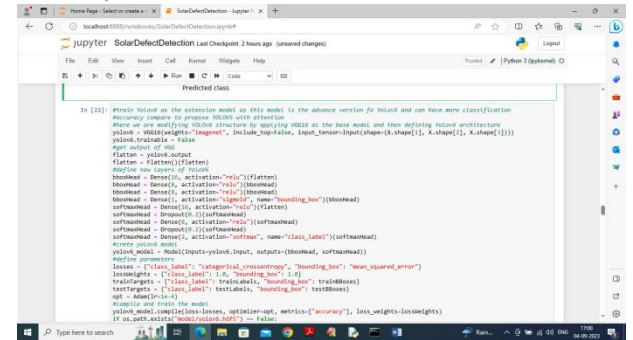 Home Page - Select or create a n
SolarDefectDetection - Jupyter N
localhost:8888/notebooks/SolarDefectDetection.ipynb#
jupyter SolarDefectDetection Last Checkpoint: 2 hours ago (unsaved changes)
Logout
File Edit View Insert Cell Kernel Widgets Help
Trusted Python 3 (ipykernel)
Run Code
Predicted class
In [22]: #train Yolov6 as the extension model as this model is the advance version fo Yolov5 and can have more classification
#accuracy compare to propose YOLOV5 with attention
#here we are modifying YOLOV6 structure by applying VGG16 as the base model and then defining Yolov6 architecture
yolov6 = VGG16(weights="imagenet", include_top=False, input_tensor=Input(shape=(X.shape[1], X.shape[2], X.shape[3])))
yolov6.trainable = False
#get output of VGG
flatten = yolov6.output
flatten = Flatten()(flatten)
#define new layers of YoloV6
bboxHead = Dense(16, activation="relu")(flatten)
bboxHead = Dense(8, activation="relu")(bboxHead)
bboxHead = Dense(8, activation="relu")(bboxHead)
bboxHead = Dense(1, activation="sigmoid", name="bounding_box")(bboxHead)
softmaxHead = Dense(16, activation="relu")(flatten)
softmaxHead = Dropout(0.2)(softmaxHead)
softmaxHead = Dense(8, activation="relu")(softmaxHead)
softmaxHead = Dropout(0.2)(softmaxHead)
softmaxHead = Dense(2, activation="softmax", name="class_label")(softmaxHead)
#crete yolov6 model
yolov6_model = Model(inputs=yolov6.input, outputs=(bboxHead, softmaxHead))
#define parameters
losses = {"class_label": "categorical_crossentropy", "bounding_box": "mean_squared_error"}
lossWeights = {"class_label": 1.0, "bounding_box": 1.0}
trainTargets = {"class_label": trainLabels, "bounding_box": trainBBoxes}
testTargets = {"class_label": testLabels, "bounding_box": testBBoxes}
opt = Adam(lr=1e-4)
#compile and train the model
yolov6_model.compile(loss=losses, optimizer=opt, metrics=["accuracy"], loss_weights=lossWeights)
if os.path.exists("model/yolov6.hdf5") == False:
Type here to search
Rain...
ENG
17:00
04-09-2023